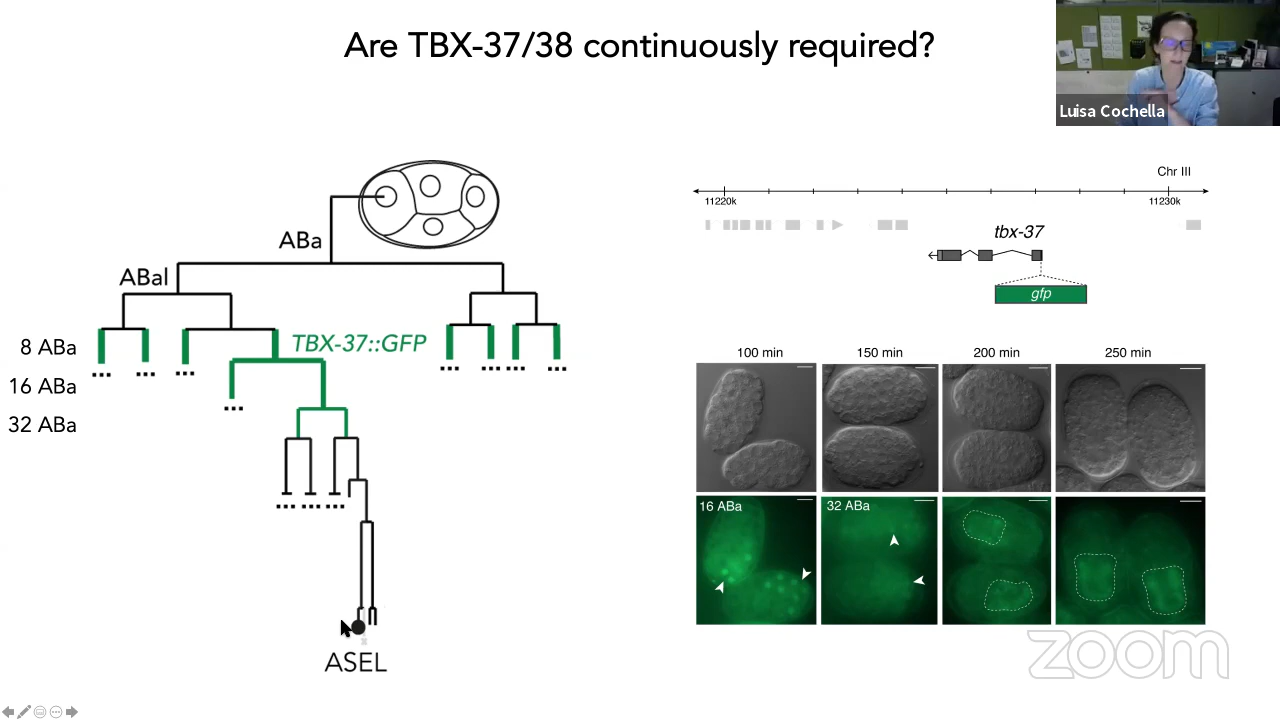 Are TBX-37/38 continuously required?
Luisa Cochella
ABa
ABal
8 ABa
16 ABa
32 ABa
TBX-37::GFP
ASEL
Chr III
11220k
11230k
tbx-37
gfp
100 min
150 min
200 min
250 min
16 ABa
32 ABa
zoom